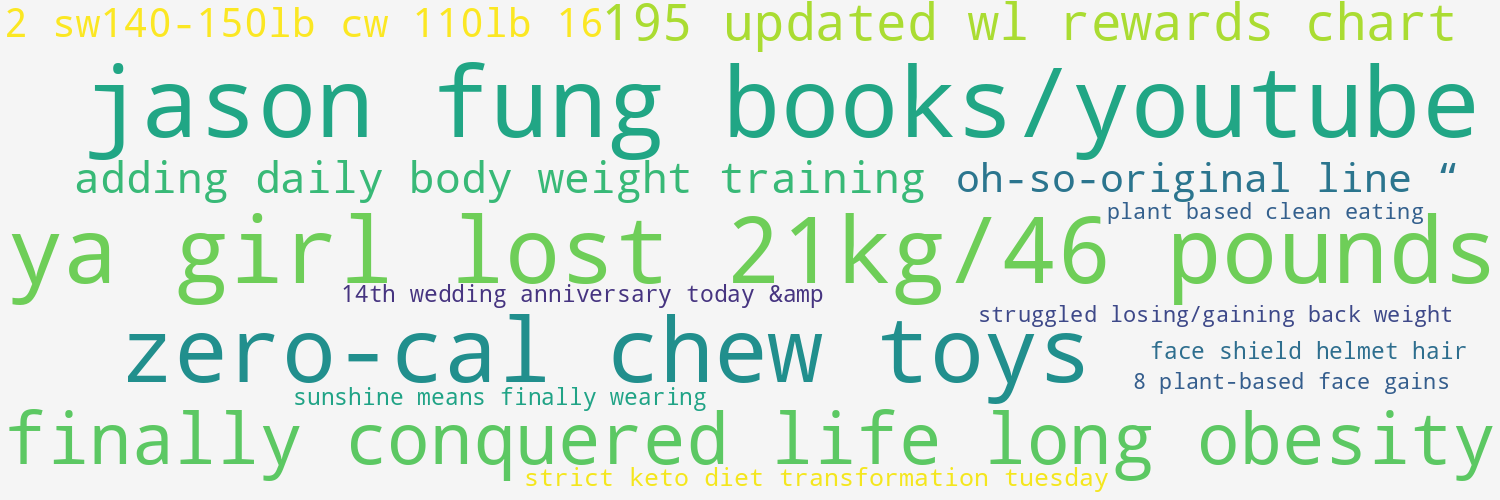 2 sw140-150lb cw 110lb 16
195 updated wl rewards chart
jason fung books/youtube
adding daily body weight training
oh-so-original line “
plant based clean eating
ya girl lost 21kg/46 pounds
14th wedding anniversary today &amp
struggled losing/gaining back weight
zero-cal chew toys
face shield helmet hair
8 plant-based face gains
sunshine means finally wearing
finally conquered life long obesity
strict keto diet transformation tuesday